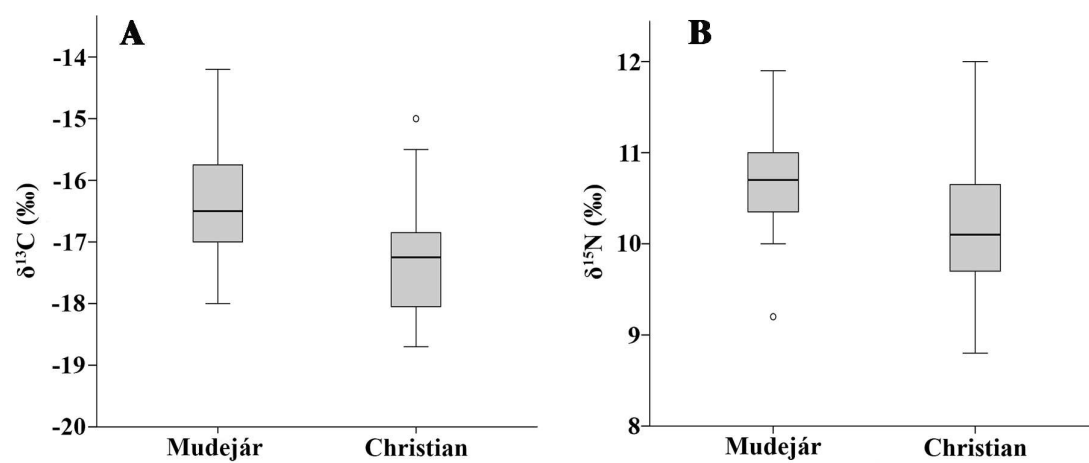 A
-14
-15
-16
-17
-18
-19
-20
δ¹³C (‰)
Mudejár
Christian
B
12
11
10
9
8
δ¹⁵N (‰)
Mudejár
Christian